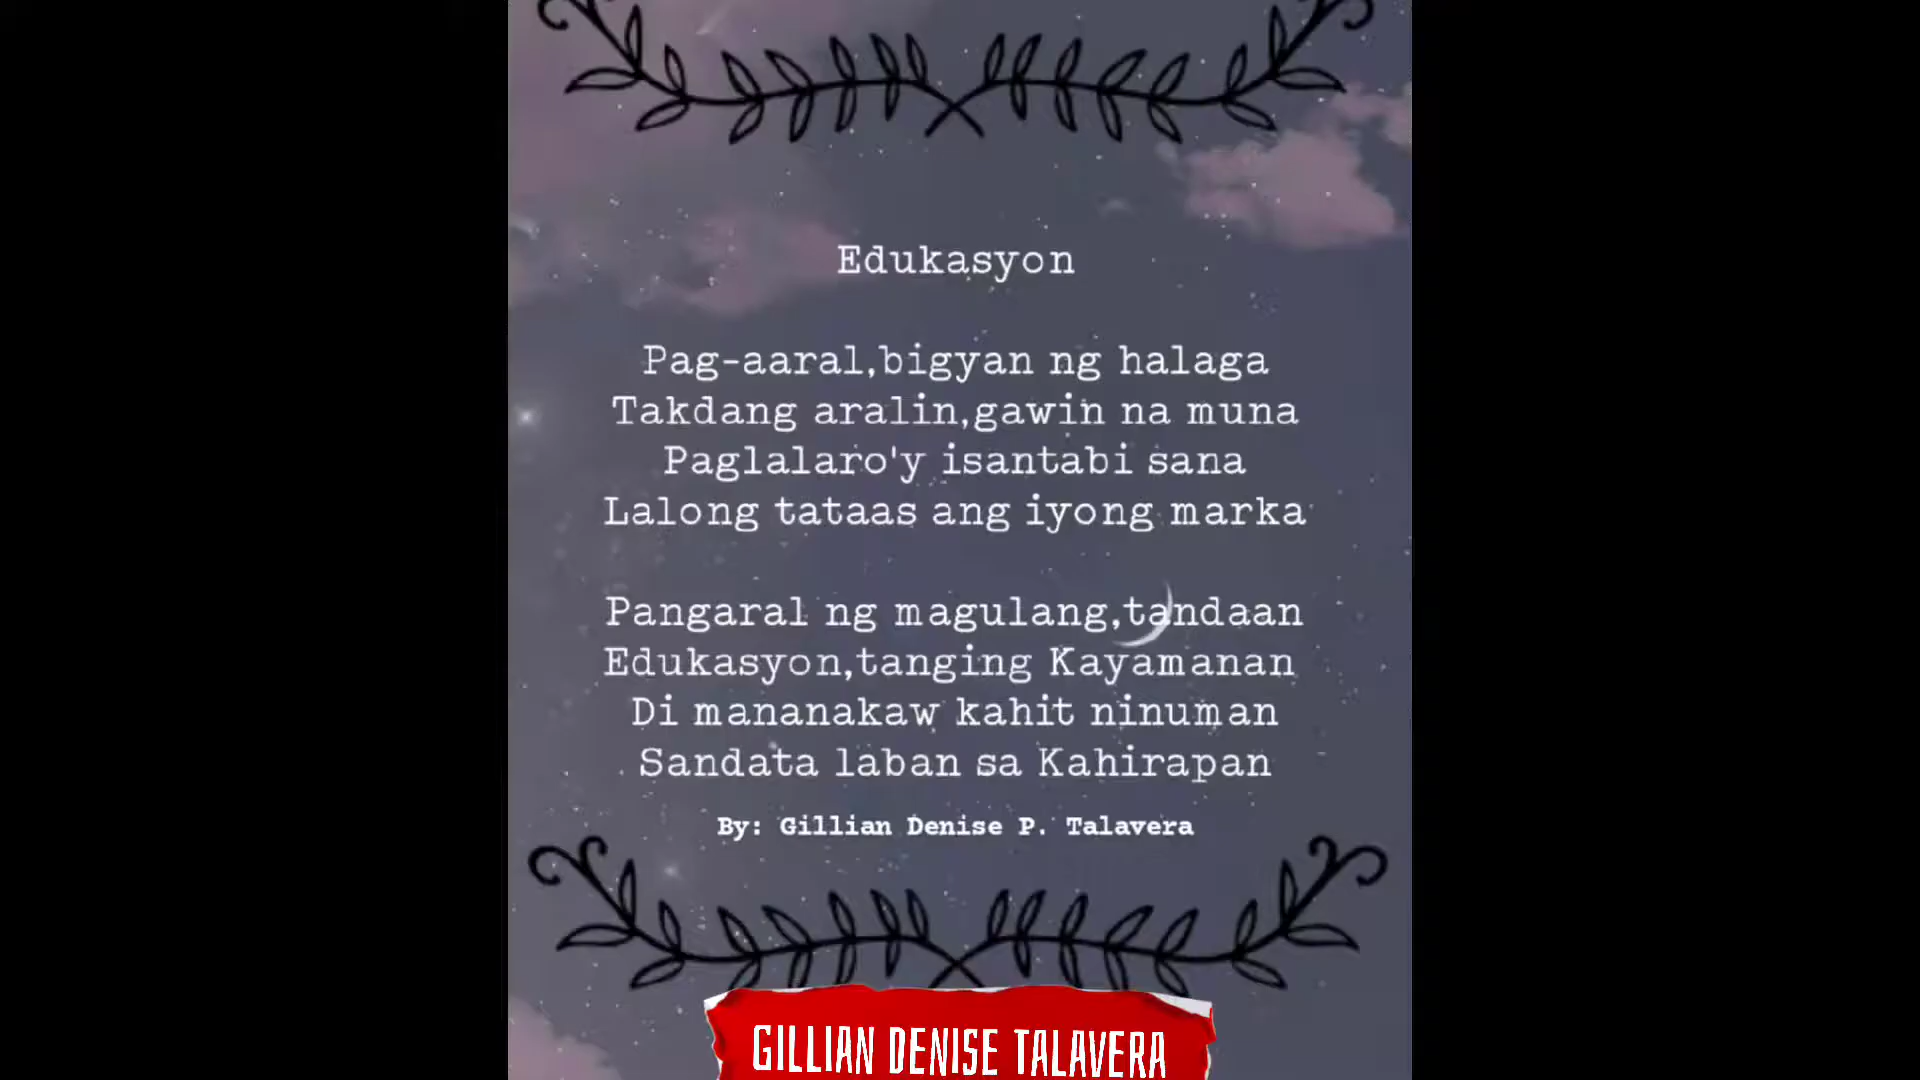 Edukasyon
Pag-aaral,bigyan ng halaga
Takdang aralin,gawin na muna
Paglalaro'y isantabi sana
Lalong tataas ang iyong marka
Pangaral ng magulang,tandaan
Edukasyon,tanging Kayamanan
Di mananakaw kahit ninuman
Sandata laban sa Kahirapan
By: Gillian Denise P. Talavera
GILLIAN DENISE TALAVERA